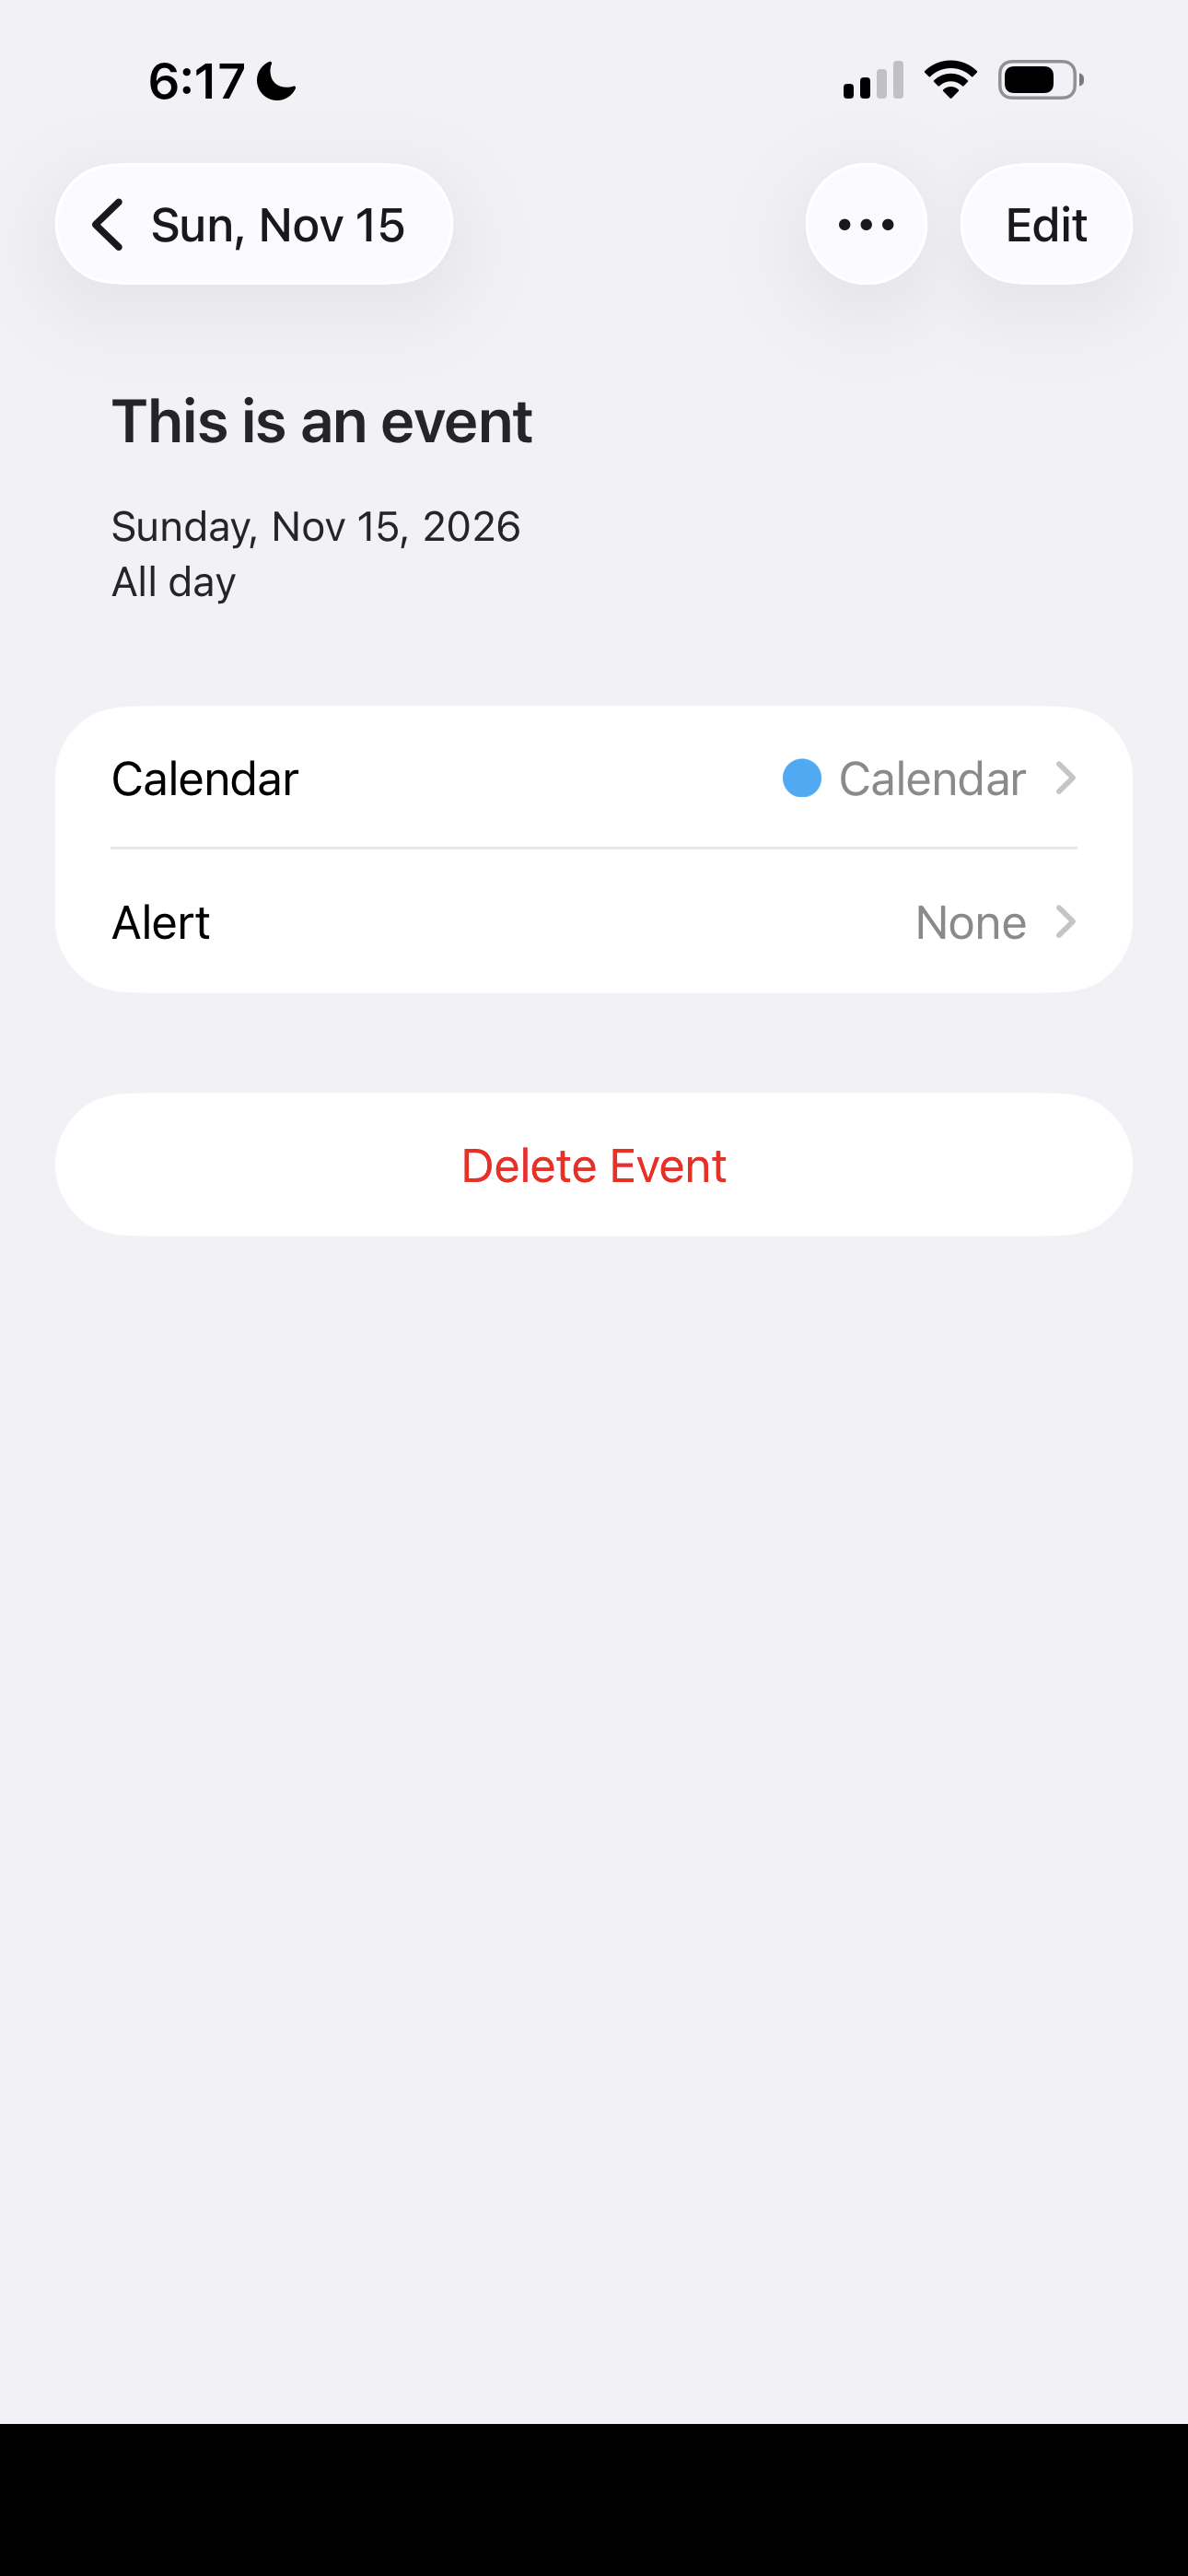 6:17
Sun, Nov 15
Edit
This is an event
Sunday, Nov 15, 2026
All day
Calendar Calendar
Alert None
Delete Event